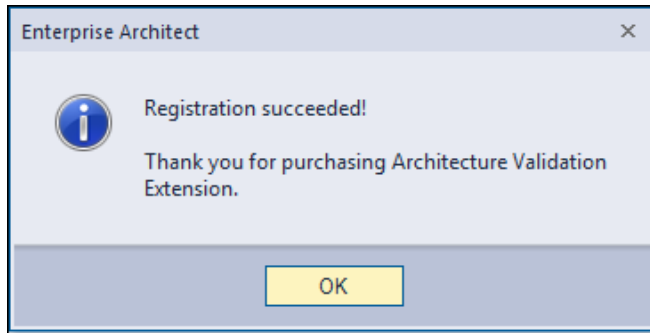 Enterprise Architect
Registration succeeded!
Thank you for purchasing Architecture Validation
Extension.
OK